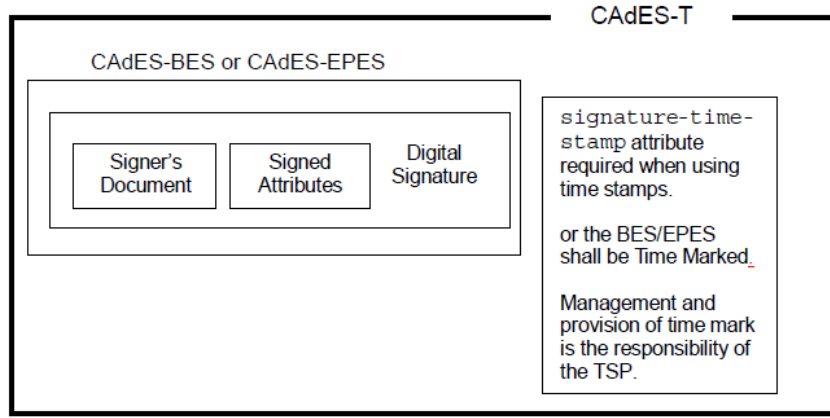 CAdES-T
CAdES-BES or CAdES-EPES
Signer's
Document
Signed
Attributes
Digital
Signature
signature-time-
stamp attribute
required when using
time stamps.
or the BES/EPES
shall be Time Marked.
Management and
provision of time mark
is the responsibility of
the TSP.